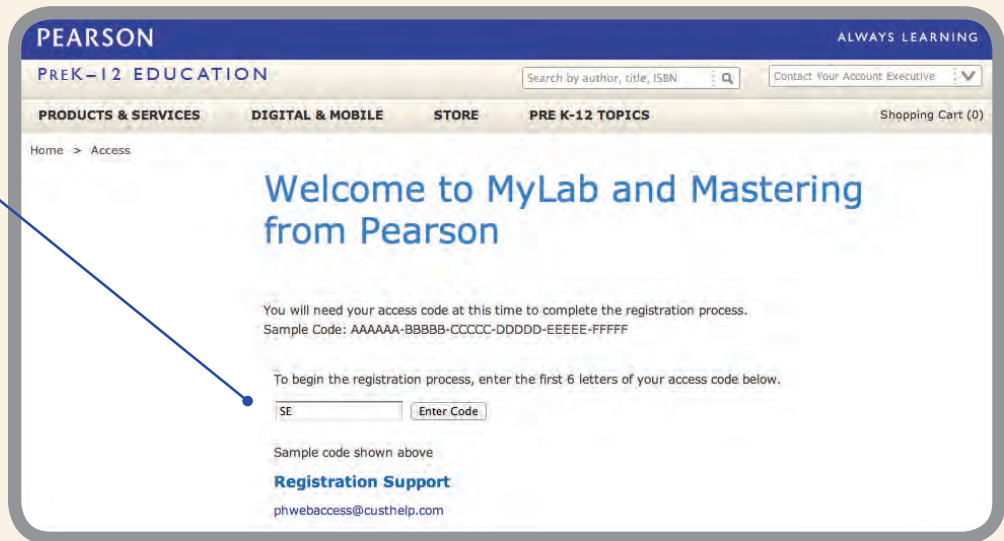 PEARSON
ALWAYS LEARNING
PREK–12 EDUCATION
Search by author, title, ISBN
Contact Your Account Executive
PRODUCTS & SERVICES DIGITAL & MOBILE STORE PRE K-12 TOPICS Shopping Cart (0)
Home > Access
Welcome to MyLab and Mastering
from Pearson
You will need your access code at this time to complete the registration process.
Sample Code: AAAAAA-BBBBB-CCCCC-DDDDD-EEEEE-FFFFF
To begin the registration process, enter the first 6 letters of your access code below.
SE Enter Code
Sample code shown above
Registration Support
phwebaccess@custhelp.com